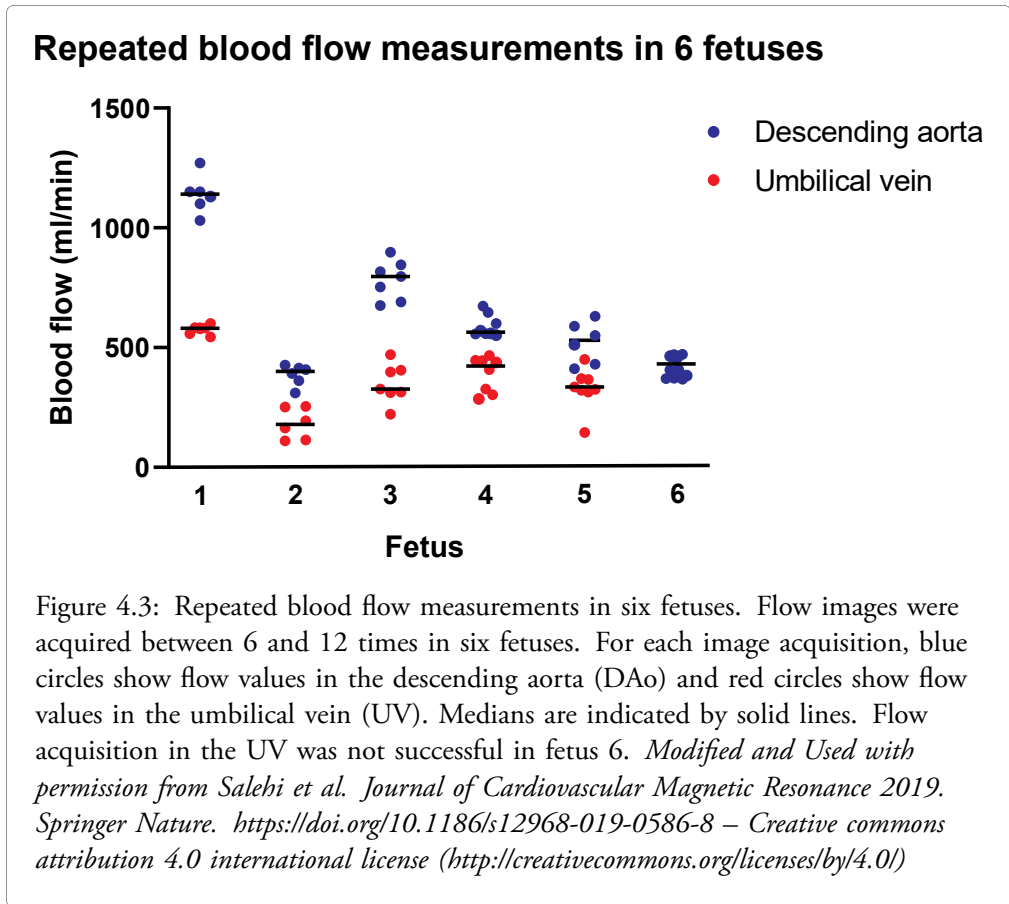 Repeated blood flow measurements in 6 fetuses
Blood flow (ml/min)
1500
1000
500
0
Descending aorta
Umbilical vein
1 2 3 4 5 6
Fetus
Figure 4.3: Repeated blood flow measurements in six fetuses. Flow images were
acquired between 6 and 12 times in six fetuses. For each image acquisition, blue
circles show flow values in the descending aorta (DAo) and red circles show flow
values in the umbilical vein (UV). Medians are indicated by solid lines. Flow
acquisition in the UV was not successful in fetus 6. Modified and Used with
permission from Salehi et al. Journal of Cardiovascular Magnetic Resonance 2019.
Springer Nature. https://doi.org/10.1186/s12968-019-0586-8 – Creative commons
attribution 4.0 international license (http://creativecommons.org/licenses/by/4.0/)